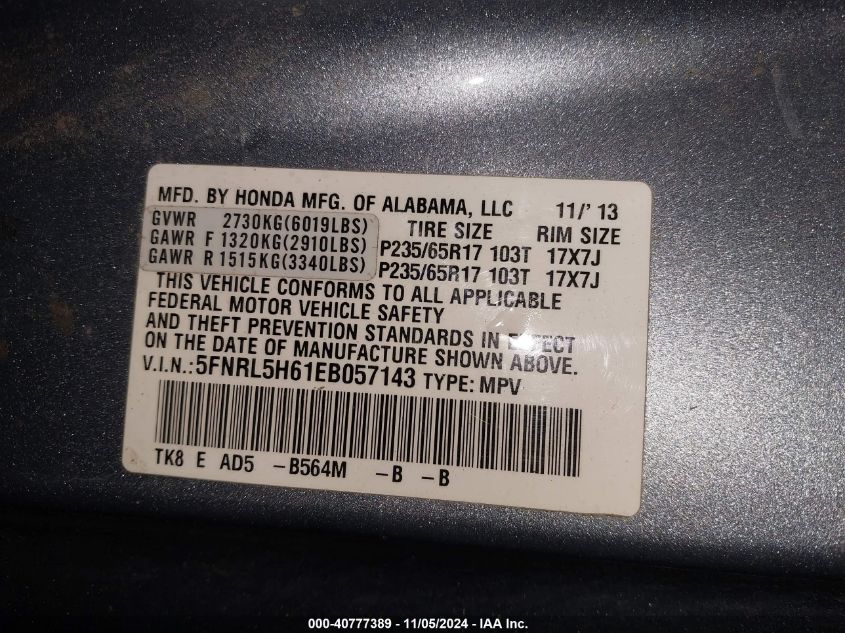 MFD. BY HONDA MFG. OF ALABAMA, LLC 11/'13
GVWR 2730KG(6019LBS) TIRE SIZE RIM SIZE
GAWR F 1320KG(2910LBS) P235/65R17 103T 17X7J
GAWR R 1515KG(3340LBS) P235/65R17 103T 17X7J
THIS VEHICLE CONFORMS TO ALL APPLICABLE
FEDERAL MOTOR VEHICLE SAFETY
AND THEFT PREVENTION STANDARDS IN EFFECT
ON THE DATE OF MANUFACTURE SHOWN ABOVE.
V.I.N.:5FNRL5H61EB057143 TYPE: MPV
TK8 E AD5 -B564M -B -B
000-40777389 - 11/05/2024 - IAA Inc.